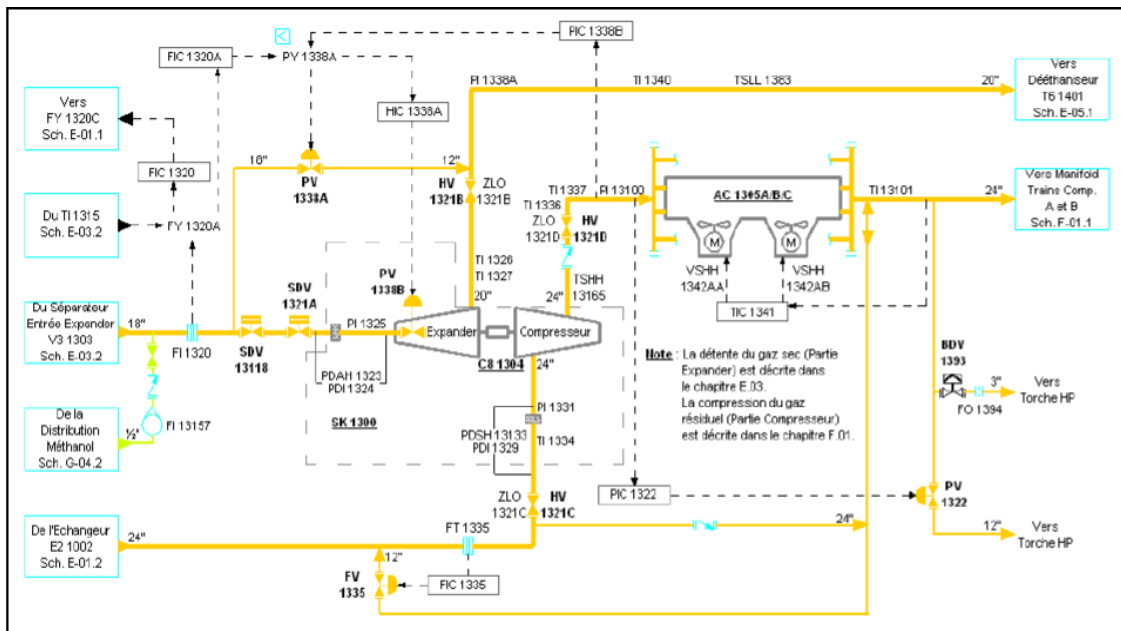 PIC 1338B
<
FIC 1320A
PY 1338A
PI 1338A
TI 1340
TSLL 1383
20"
Vers
Dééthaniseur
T6 1401
Sch. E-05.1
Vers
FY 1320C
Sch. E-01.1
HIC 1338A
FIC 1320
18"
PV
1338A
12"
HV
1321B
ZLO
1321B
TI 1337
PI 13100
TI 1336
ZLO
1321D
HV
1321D
AC 1305A/B/C
TI 13101
24"
Vers Manifold
Trains Comp.
A et B
Sch. F-01.1
Du TI 1315
Sch. E-03.2
FY 1320A
M
M
VSHH
1342AA
VSHH
1342AB
TI 1326
TI 1327
TSHH
13165
PV
1338B
SDV
1321A
20"
24"
TIC 1341
Du Séparateur
Entrée Expander
V3 1303
Sch. E-03.2
18"
FI 1320
SDV
13118
PI 1325
Expander
Compresseur
C8 1304
PDAH 1323
PDI 1324
24"
Note : La détente du gaz sec (Partie
Expander) est décrite dans
le chapitre E.03.
La compression du gaz
résiduel (Partie Compresseur)
est décrite dans le chapitre F.01.
BDV
1393
3"
Vers
Torche HP
FO 1394
De la
Distribution
Méthanol
Sch. G-04.2
½"
FI 13157
SK 1300
PI 1331
PDSH 13133
PDI 1329
TI 1334
PIC 1322
PV
1322
ZLO
1321C
HV
1321C
De l'Echangeur
E2 1002
Sch. E-01.2
24"
FT 1335
24"
12"
Vers
Torche HP
12"
FV
1335
FIC 1335